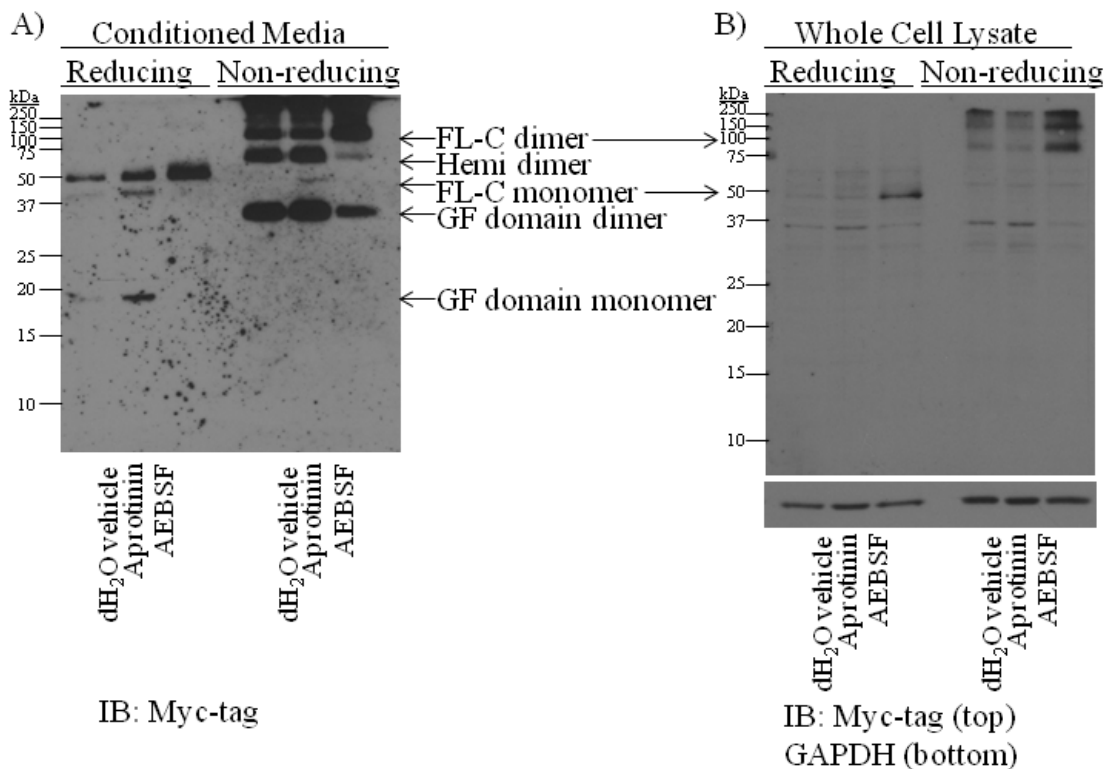 A)
Conditioned Media
Reducing Non-reducing
kDa
250
150
100
75
50
37
25
20
15
10
FL-C dimer
Hemi dimer
FL-C monomer
GF domain dimer
GF domain monomer
dH2O vehicle
Aprotinin
AEBSF
dH2O vehicle
Aprotinin
AEBSF
IB: Myc-tag
B)
Whole Cell Lysate
Reducing Non-reducing
kDa
250
150
100
75
50
37
25
20
15
10
dH2O vehicle
Aprotinin
AEBSF
dH2O vehicle
Aprotinin
AEBSF
IB: Myc-tag (top)
GAPDH (bottom)